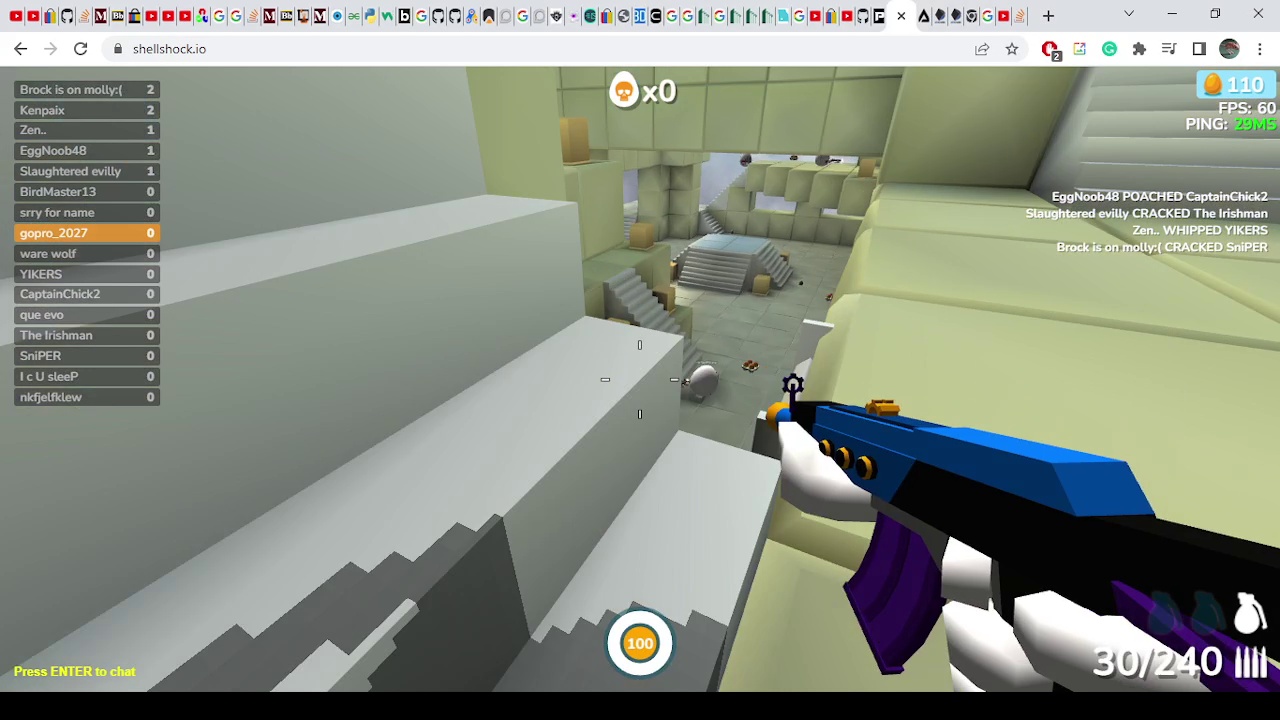 shellshock.io
2
Brock is on molly:( 2
Kenpaix 2
Zen.. 1
EggNoob48 1
Slaughtered evilly 1
BirdMaster13 0
srry for name 0
gopro_2027 0
ware wolf 0
YIKERS 0
CaptainChick2 0
que evo 0
The Irishman 0
SniPER 0
I c U sleeP 0
nkfjelfklew 0
x0
110
FPS: 60
PING: 29MS
EggNoob48 POACHED CaptainChick2
Slaughtered evilly CRACKED The Irishman
Zen.. WHIPPED YIKERS
Brock is on molly:( CRACKED SniPER
100
30/240
Press ENTER to chat